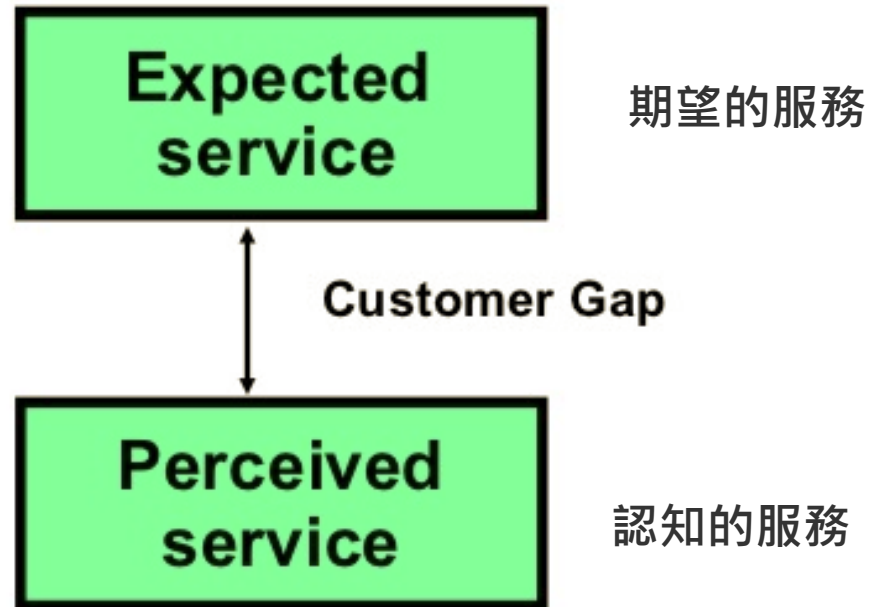 Expected
service
期望的服務
Customer Gap
Perceived
service
認知的服務